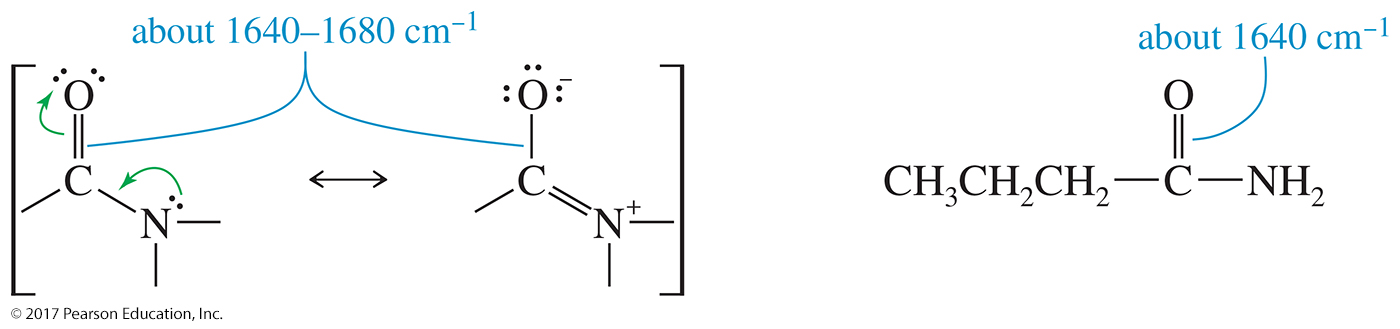 about 1640–1680 cm⁻¹
about 1640 cm⁻¹
O
O⁻
O
C
C
CH₃CH₂CH₂—C—NH₂
N
N⁺
© 2017 Pearson Education, Inc.